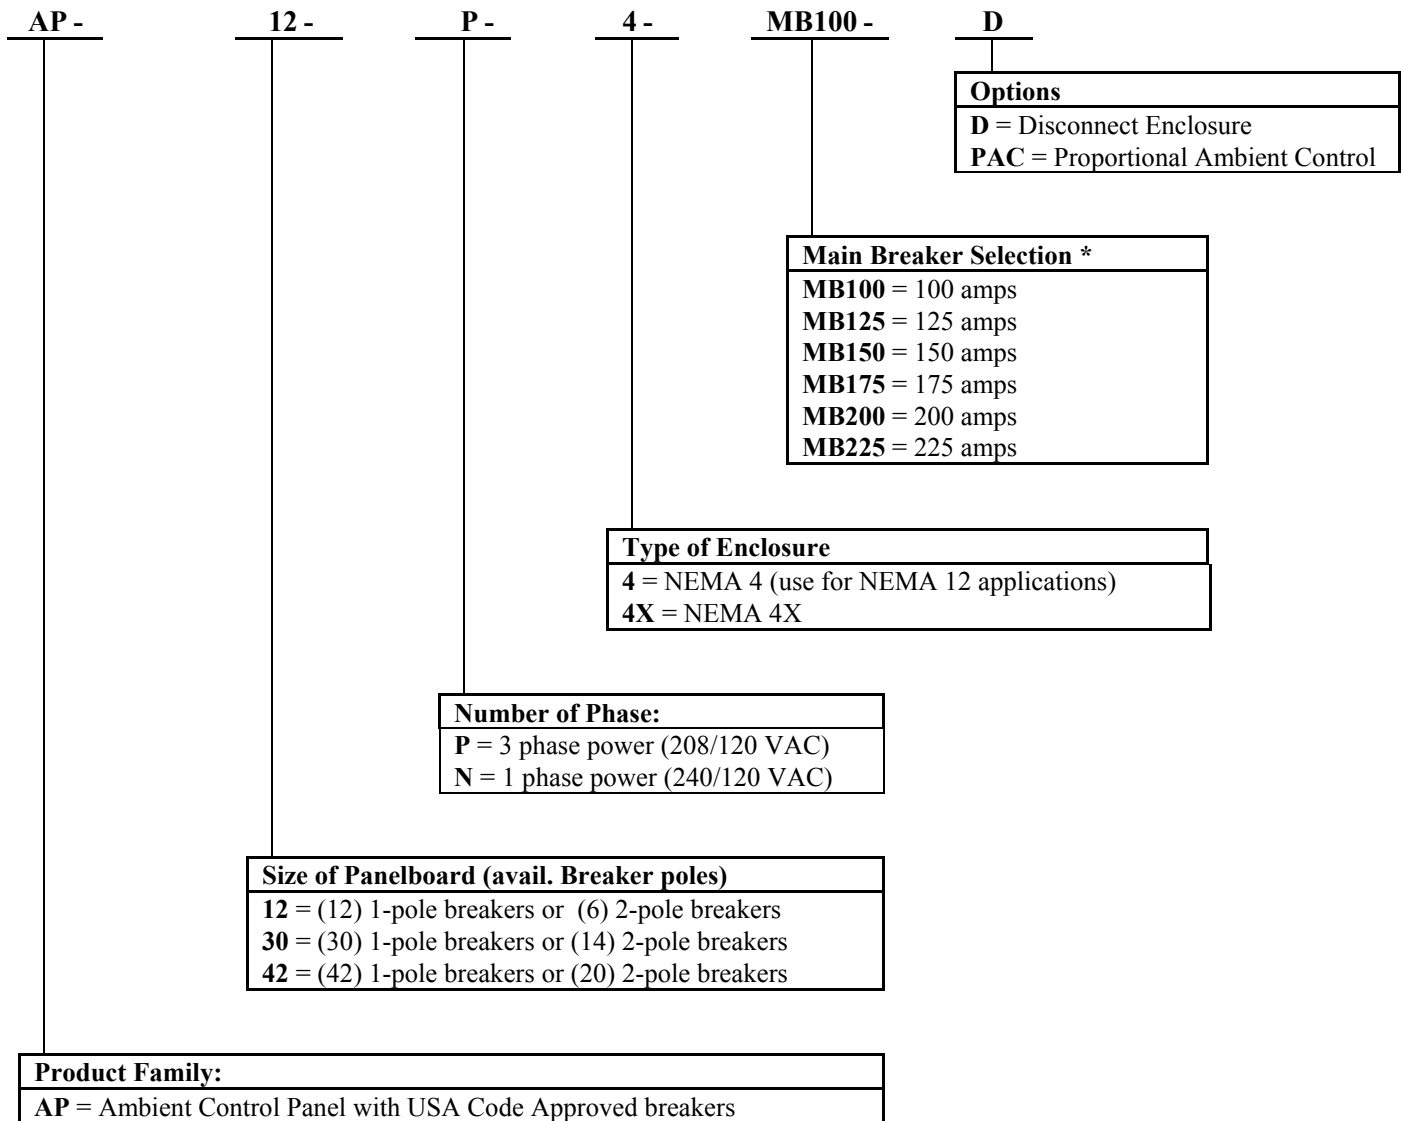 AP - 12 - P - 4 - MB100 - D
Options
D = Disconnect Enclosure
PAC = Proportional Ambient Control
Main Breaker Selection *
MB100 = 100 amps
MB125 = 125 amps
MB150 = 150 amps
MB175 = 175 amps
MB200 = 200 amps
MB225 = 225 amps
Type of Enclosure
4 = NEMA 4 (use for NEMA 12 applications)
4X = NEMA 4X
Number of Phase:
P = 3 phase power (208/120 VAC)
N = 1 phase power (240/120 VAC)
Size of Panelboard (avail. Breaker poles)
12 = (12) 1-pole breakers or (6) 2-pole breakers
30 = (30) 1-pole breakers or (14) 2-pole breakers
42 = (42) 1-pole breakers or (20) 2-pole breakers
Product Family:
AP = Ambient Control Panel with USA Code Approved breakers